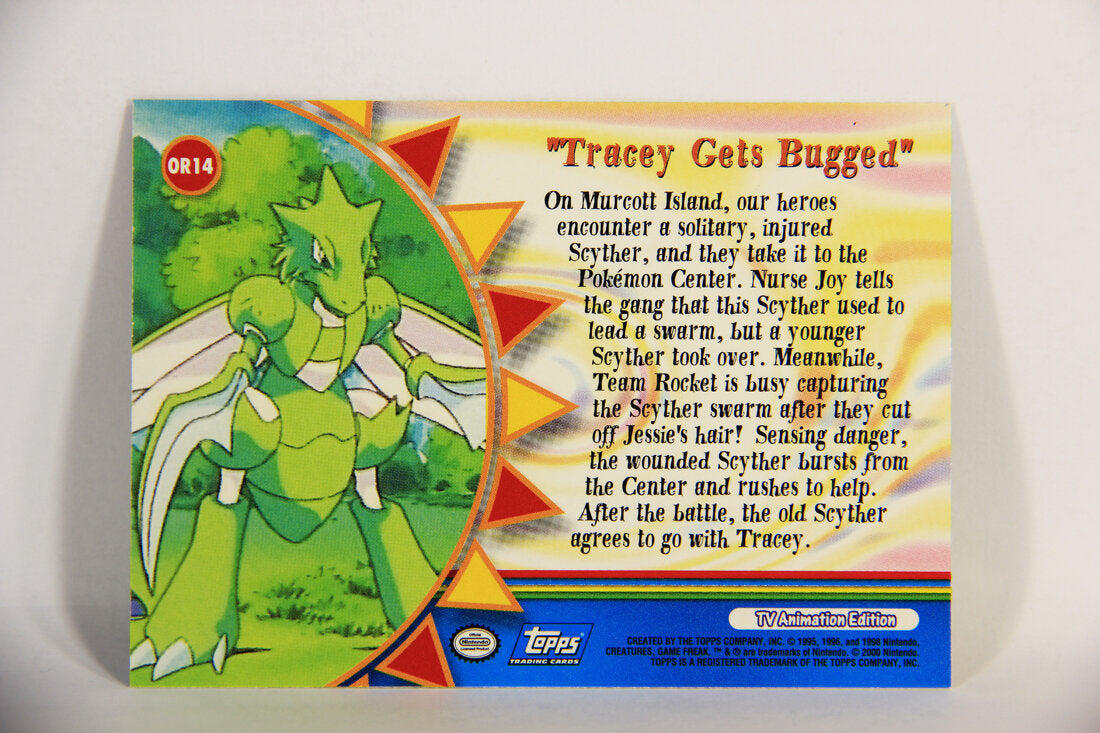 OR14
"Tracey Gets Bugged"
On Murcott Island, our heroes
encounter a solitary, injured
Scyther, and they take it to the
Pokémon Center. Nurse Joy tells
the gang that this Scyther used to
lead a swarm, but a younger
Scyther took over. Meanwhile,
Team Rocket is busy capturing
the Scyther swarm after they cut
off Jessie's hair! Sensing danger,
the wounded Scyther bursts from
the Center and rushes to help.
After the battle, the old Scyther
agrees to go with Tracey.
TV Animation Edition
Official
Nintendo
Licensed Product
topps
TRADING CARDS
CREATED BY THE TOPPS COMPANY, INC. © 1995, 1996, and 1998 Nintendo,
CREATURES, GAME FREAK. ™ & ® are trademarks of Nintendo. © 2000 Nintendo.
TOPPS IS A REGISTERED TRADEMARK OF THE TOPPS COMPANY, INC.